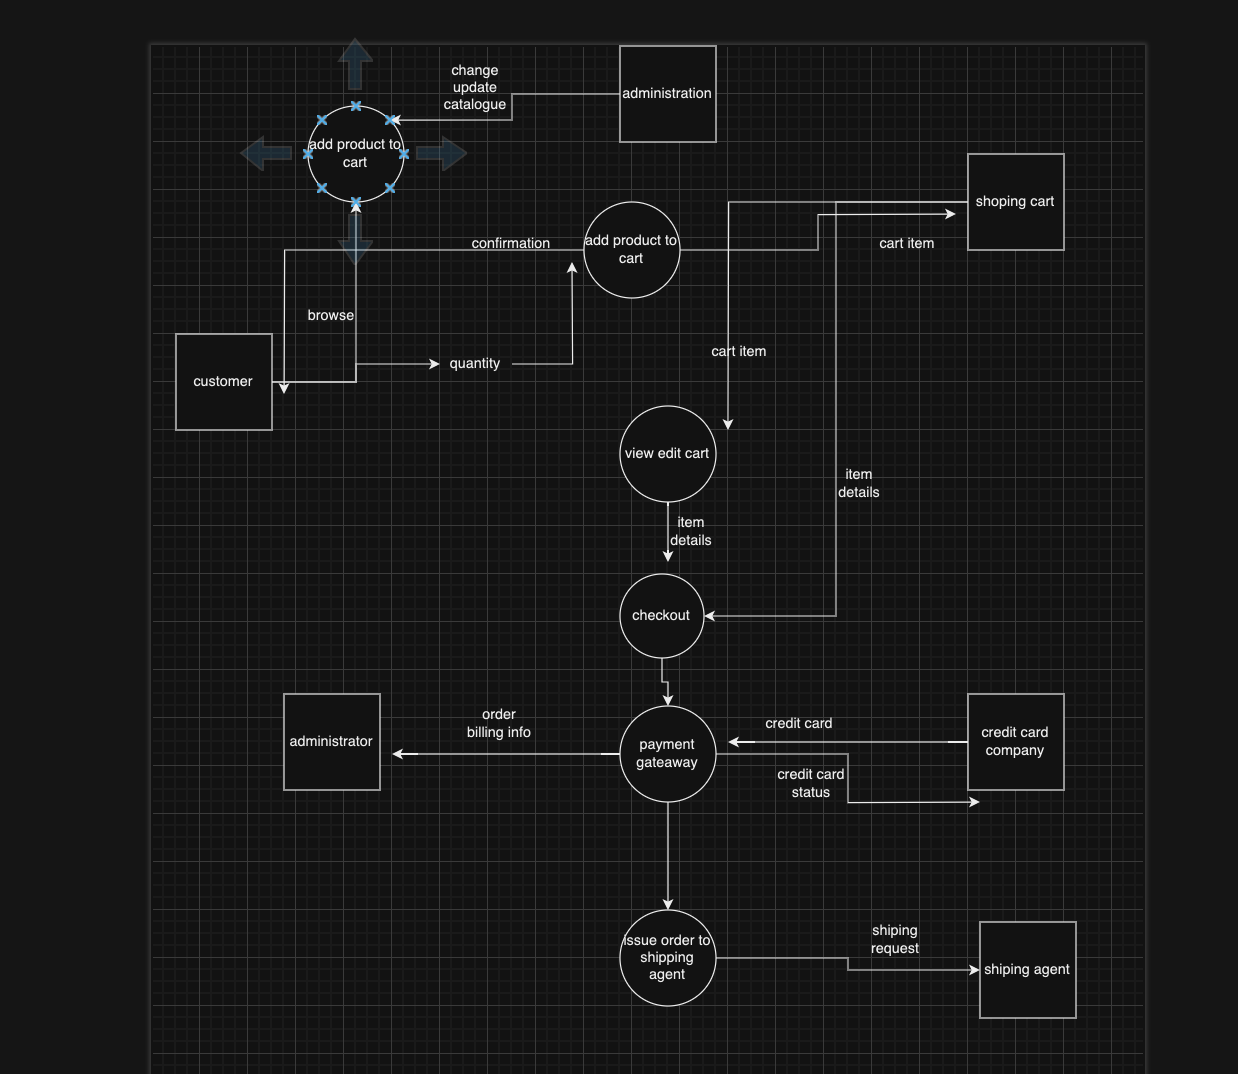 change
update
catalogue
administration
add product to
cart
shoping cart
confirmation
add product to
cart
cart item
browse
cart item
quantity
customer
view edit cart
item
details
item
details
checkout
order
billing info
credit card
administrator
payment
gateaway
credit card
company
credit card
status
shiping
request
issue order to
shipping
agent
shiping agent